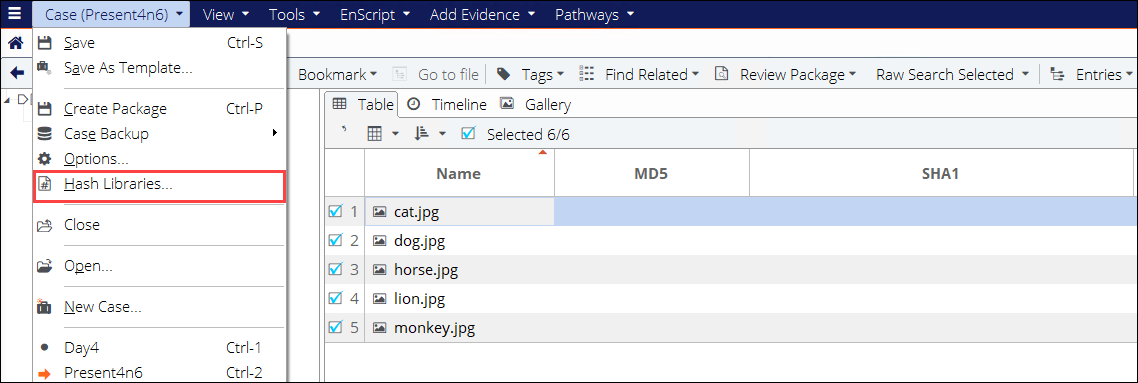 Case (Present4n6) View Tools EnScript Add Evidence Pathways
Save Ctrl-S
Save As Template...
Create Package Ctrl-P
Case Backup
Options...
Hash Libraries...
Close
Open...
New Case...
Day4 Ctrl-1
Present4n6 Ctrl-2
Bookmark Go to file Tags Find Related Review Package Raw Search Selected Entries
Table Timeline Gallery
Selected 6/6
Name MD5 SHA1
1 cat.jpg
2 dog.jpg
3 horse.jpg
4 lion.jpg
5 monkey.jpg